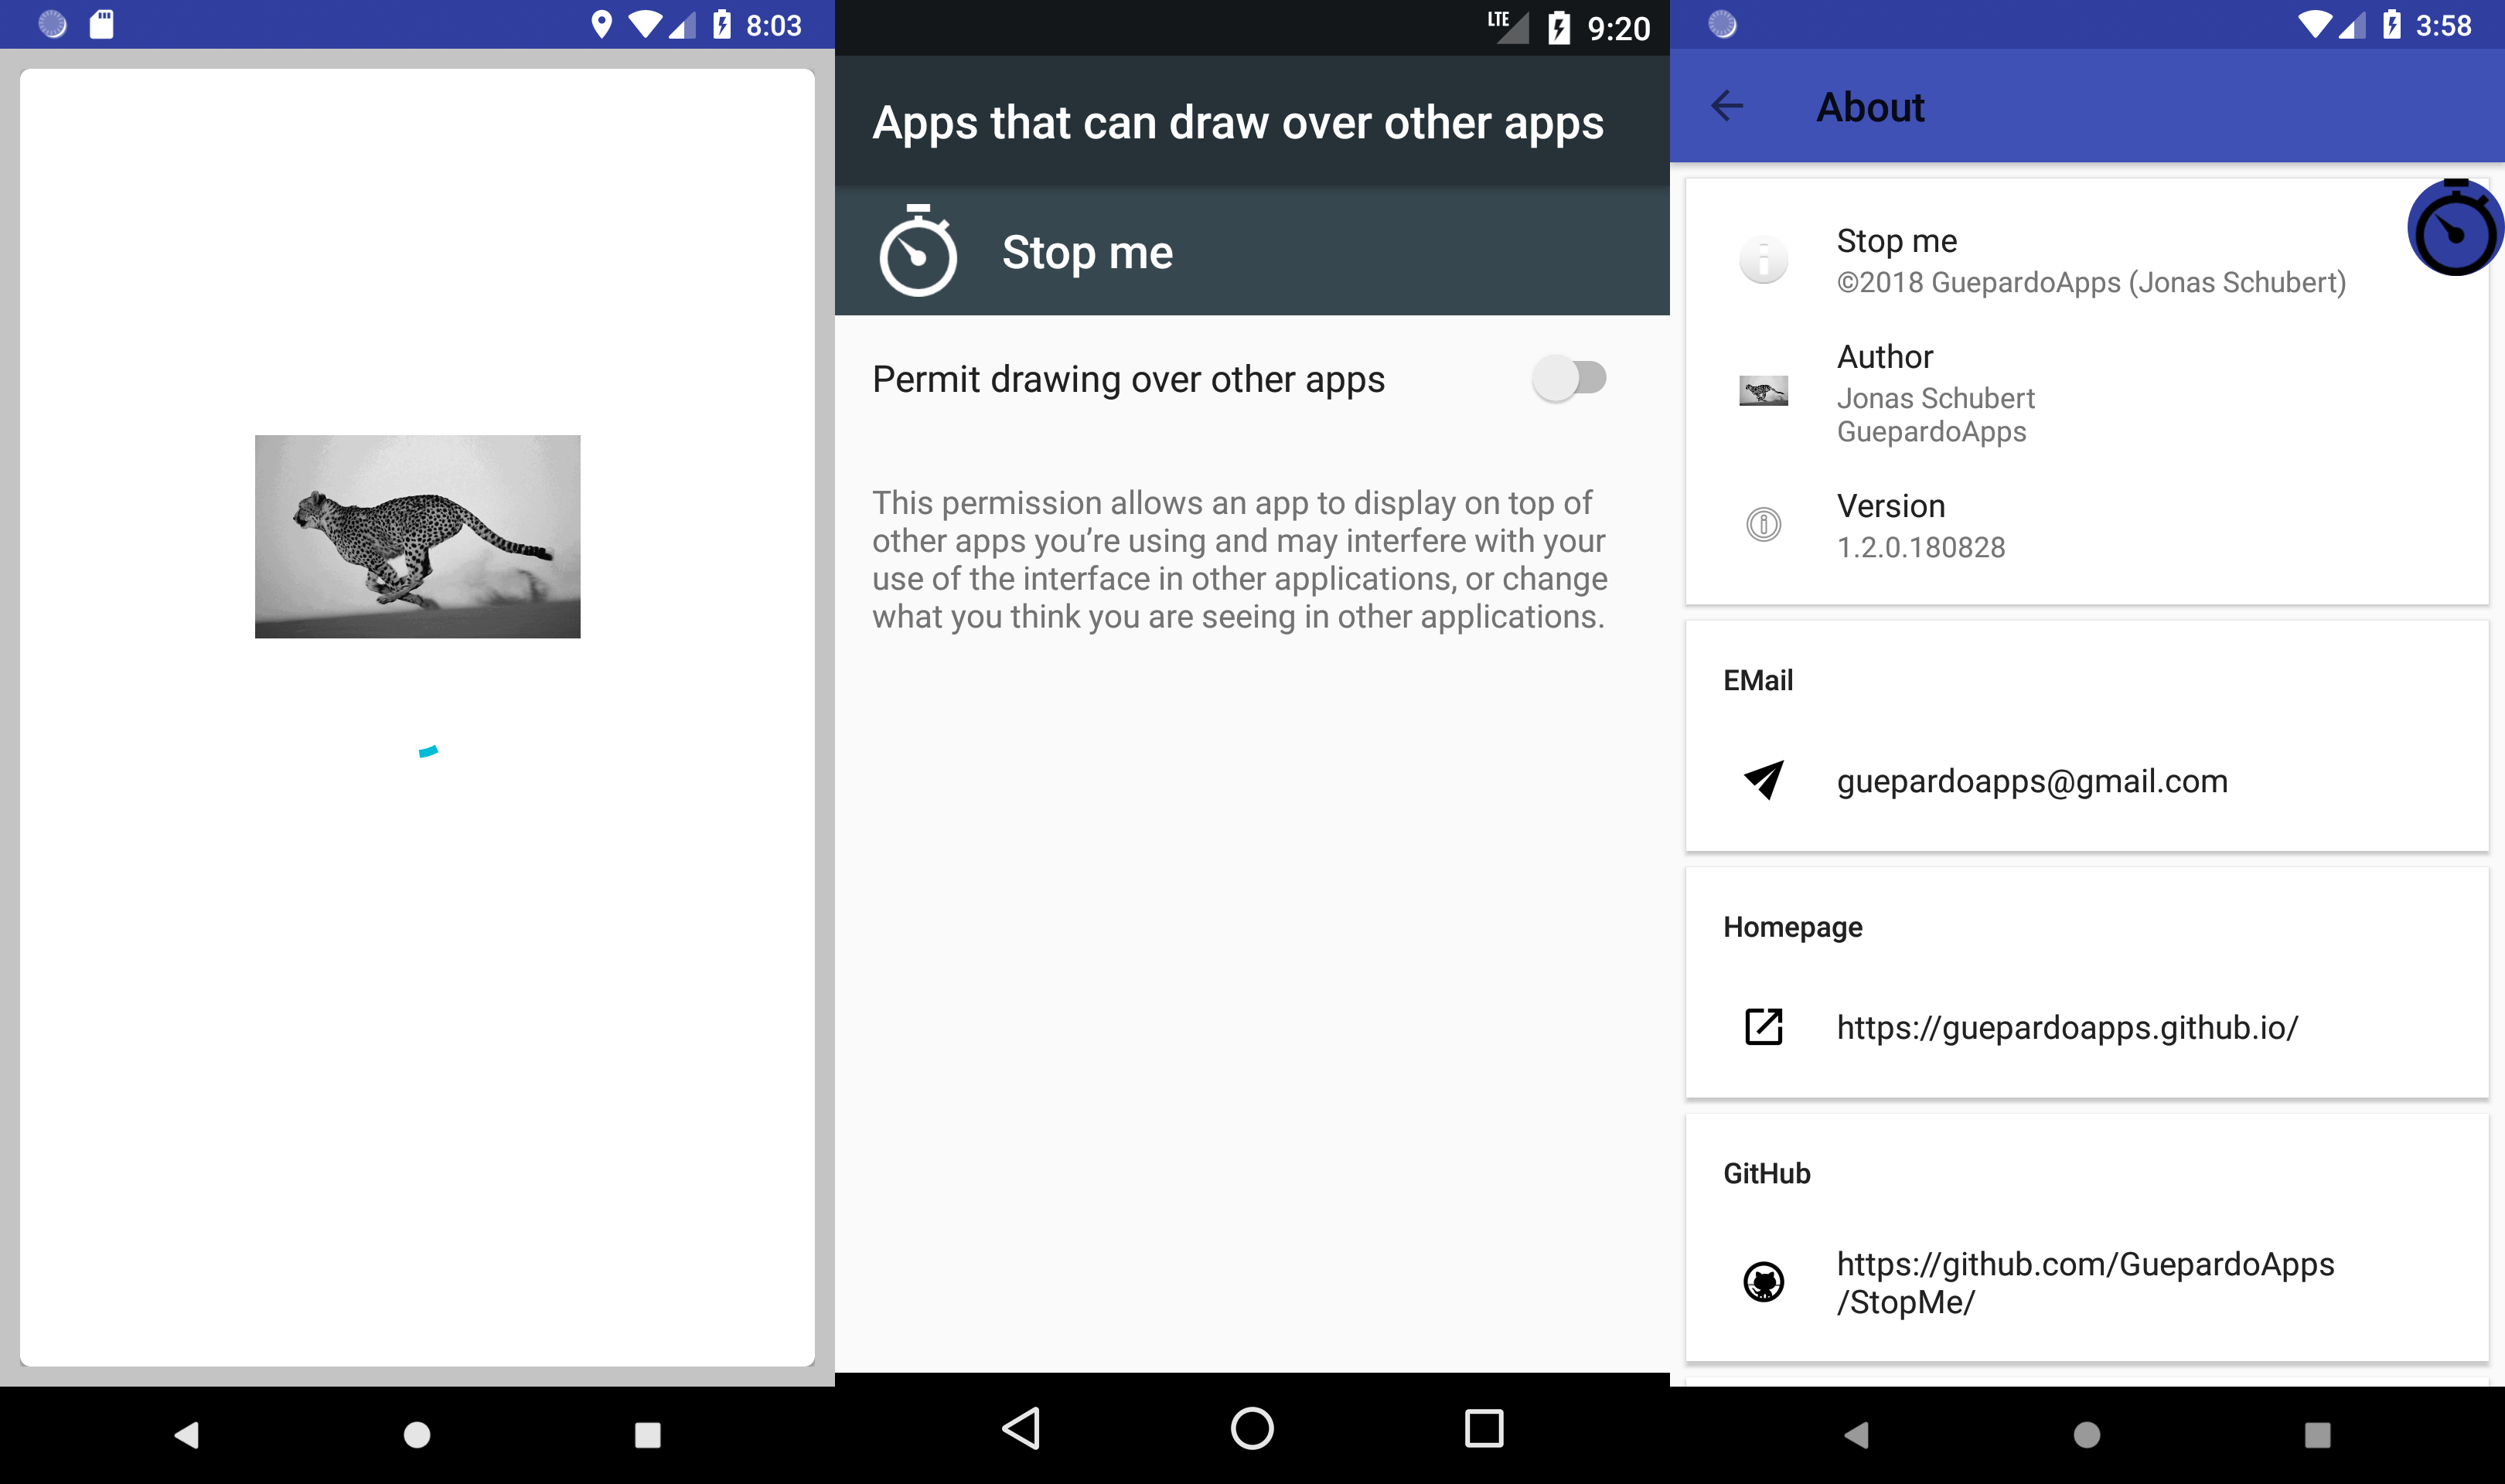 8:03
LTE
9:20
Apps that can draw over other apps
Stop me
Permit drawing over other apps
This permission allows an app to display on top of
other apps you’re using and may interfere with your
use of the interface in other applications, or change
what you think you are seeing in other applications.
3:58
About
Stop me
©2018 GuepardoApps (Jonas Schubert)
Author
Jonas Schubert
GuepardoApps
Version
1.2.0.180828
EMail
guepardoapps@gmail.com
Homepage
https://guepardoapps.github.io/
GitHub
https://github.com/GuepardoApps
/StopMe/